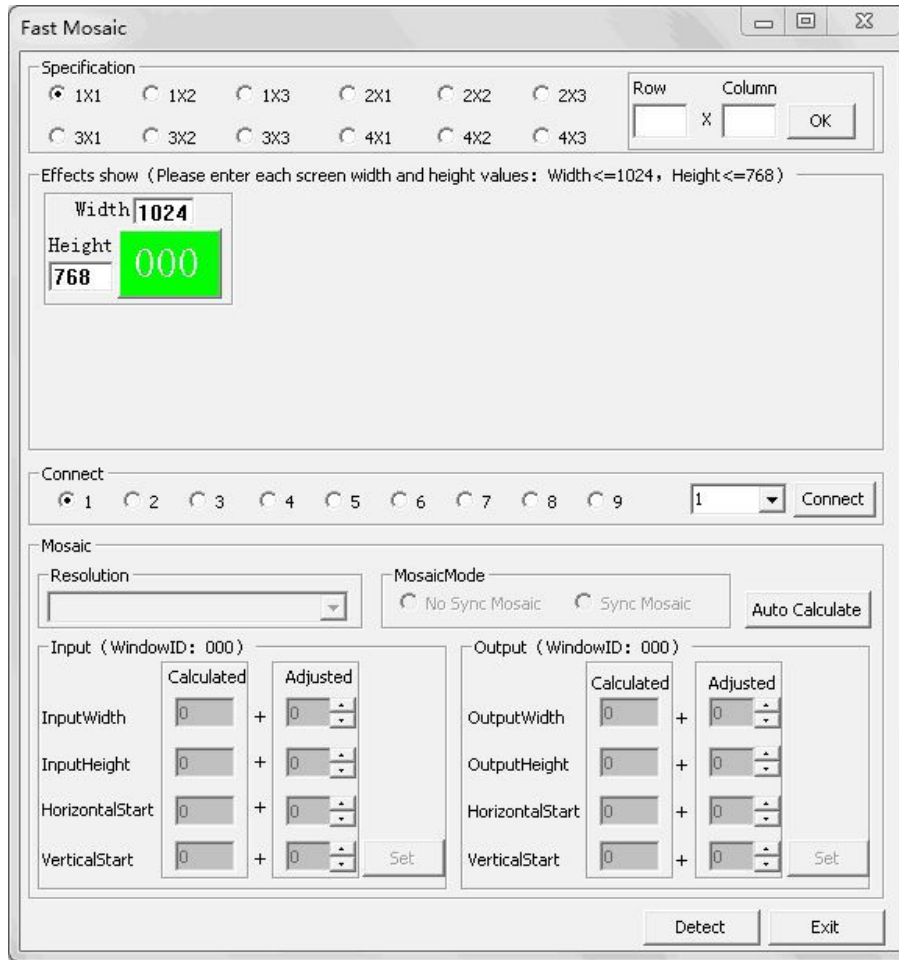 Fast Mosaic
Specification
1X1 1X2 1X3 2X1 2X2 2X3
3X1 3X2 3X3 4X1 4X2 4X3
Row Column
X OK
Effects show (Please enter each screen width and height values: Width<=1024, Height<=768)
Width 1024
Height
768
000
Connect
1 2 3 4 5 6 7 8 9 1 Connect
Mosaic
Resolution
MosaicMode
No Sync Mosaic Sync Mosaic
Auto Calculate
Input (WindowID: 000)
Calculated Adjusted
InputWidth 0 + 0
InputHeight 0 + 0
HorizontalStart 0 + 0
VerticalStart 0 + 0 Set
Output (WindowID: 000)
Calculated Adjusted
OutputWidth 0 + 0
OutputHeight 0 + 0
HorizontalStart 0 + 0
VerticalStart 0 + 0 Set
Detect Exit